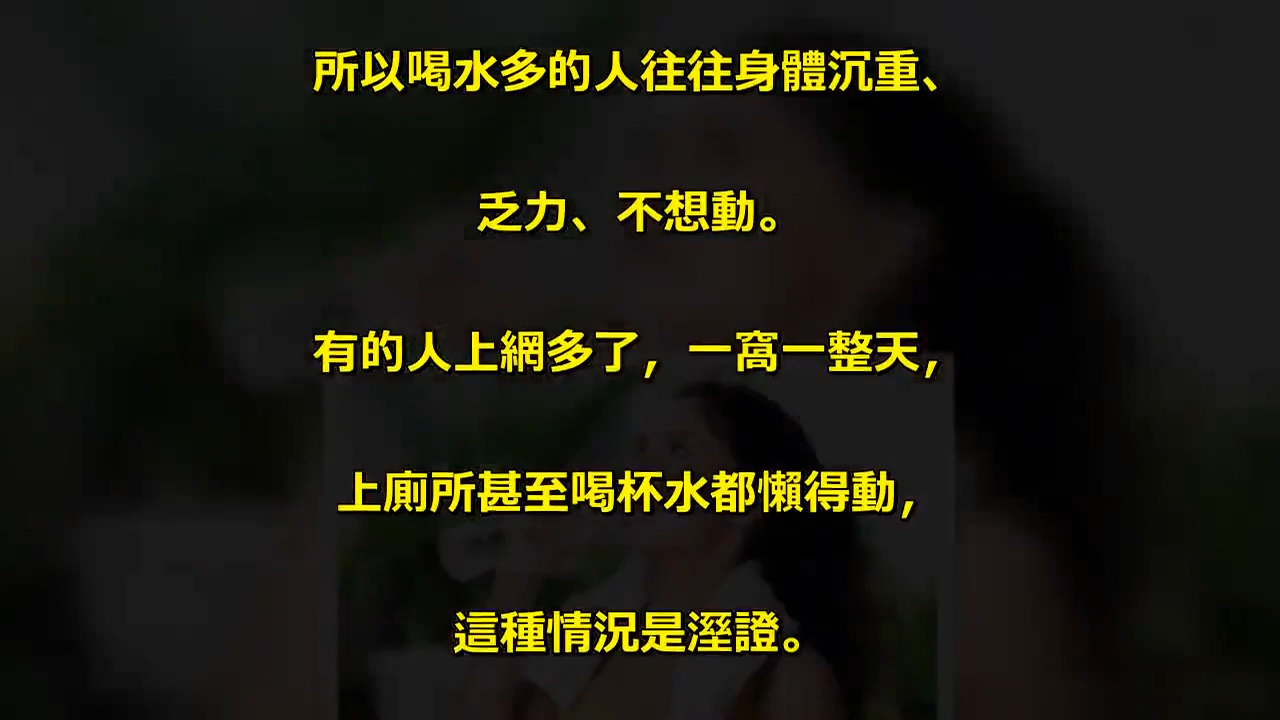 所以喝水多的人往往身體沉重、
乏力、不想動。
有的人上網多了，一窩一整天，
上廁所甚至喝杯水都懶得動，
這種情況是溼證。